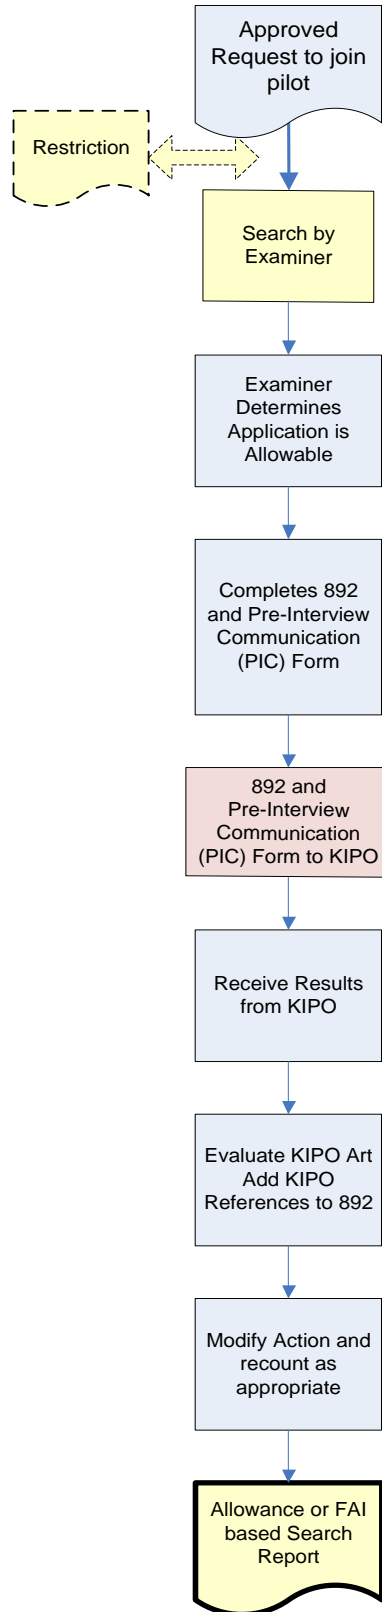 Approved
Request to join
pilot
Restriction
Search by
Examiner
Examiner
Determines
Application is
Allowable
Completes 892
and Pre-Interview
Communication
(PIC) Form
892 and
Pre-Interview
Communication
(PIC) Form to KIPO
Receive Results
from KIPO
Evaluate KIPO Art
Add KIPO
References to 892
Modify Action and
recount as
appropriate
Allowance or FAI
based Search
Report